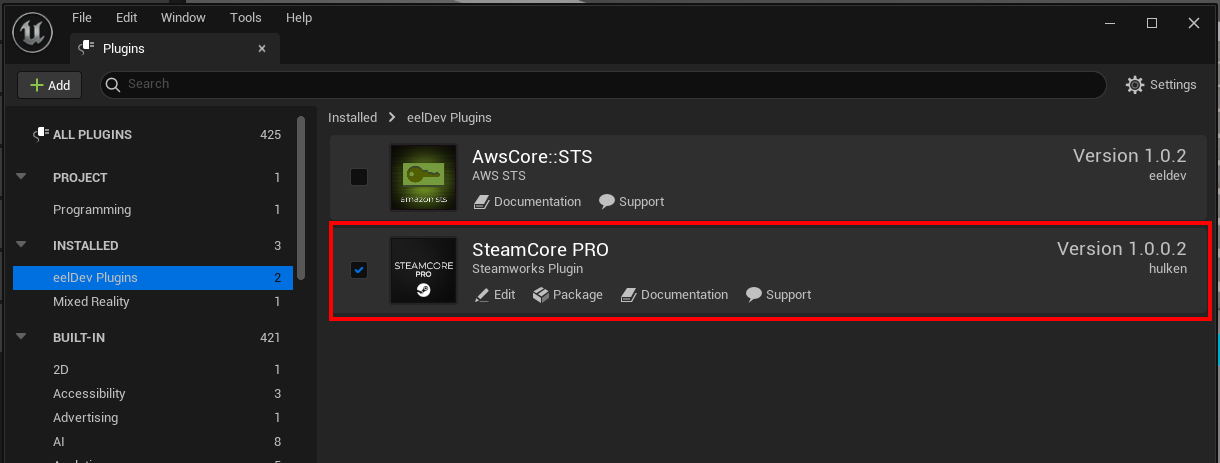 File Edit Window Tools Help
Plugins
Add
Search
Settings
ALL PLUGINS 425
PROJECT 1
Programming 1
INSTALLED 3
eelDev Plugins 2
Mixed Reality 1
BUILT-IN 421
2D 1
Accessibility 3
Advertising 1
AI 8
Installed > eelDev Plugins
amazon sts
AwsCore::STS
AWS STS
Documentation Support
Version 1.0.2
eeldev
STEAMCORE
PRO
SteamCore PRO
Steamworks Plugin
Edit Package Documentation Support
Version 1.0.0.2
hulken